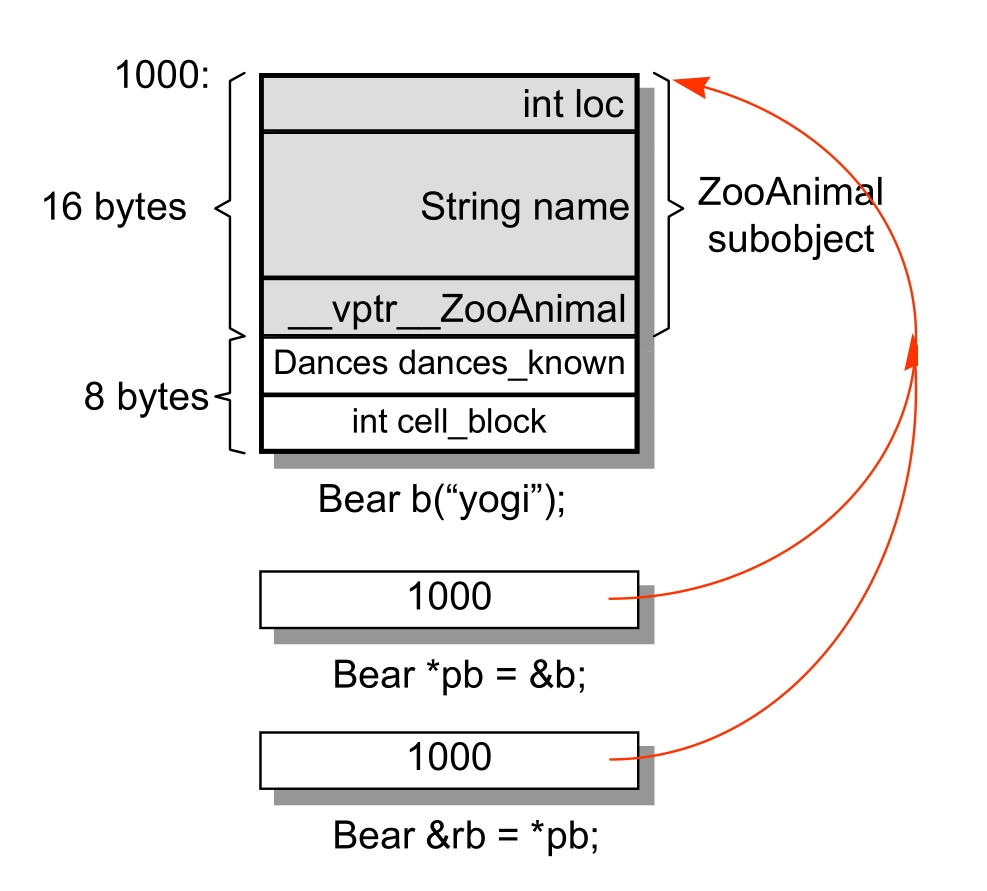 1000:
int loc
16 bytes
String name
ZooAnimal
subobject
__vptr__ZooAnimal
8 bytes
Dances dances_known
int cell_block
Bear b(“yogi”);
1000
Bear *pb = &b;
1000
Bear &rb = *pb;